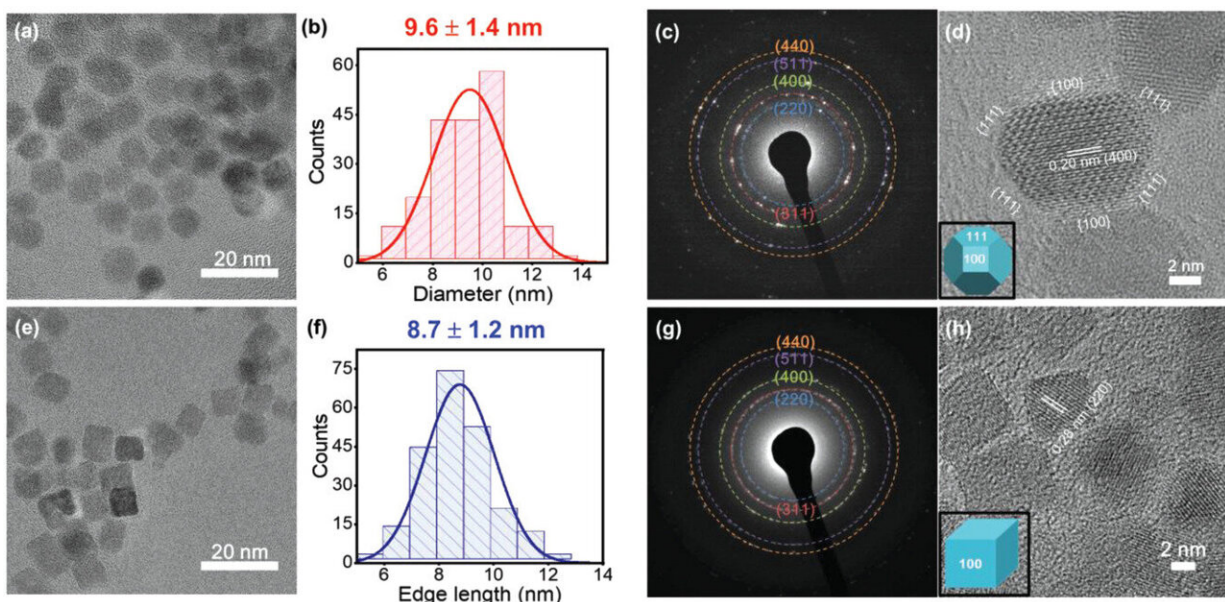 (a)
20 nm
(b)
9.6 ± 1.4 nm
Counts
60
45
30
15
0
6 8 10 12 14
Diameter (nm)
(c)
(440)
(511)
(400)
(220)
(311)
(d)
{100}
{111}
{111}
0.20 nm (400)
{111}
{111}
{100}
111
100
2 nm
(e)
20 nm
(f)
8.7 ± 1.2 nm
Counts
75
60
45
30
15
0
6 8 10 12 14
Edge length (nm)
(g)
(440)
(511)
(400)
(220)
(311)
(h)
0.29 nm (220)
100
2 nm